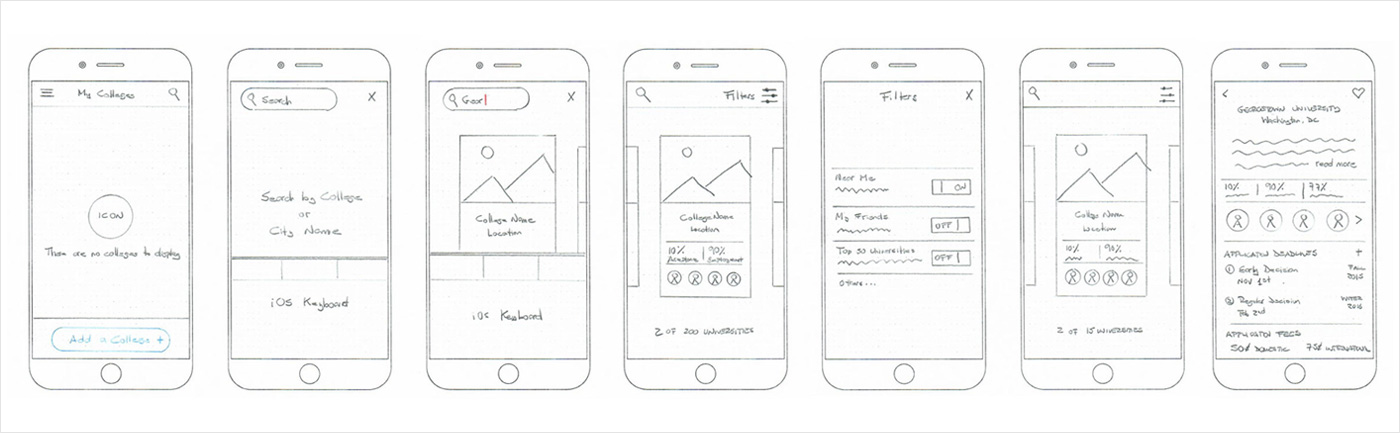 My Colleges
ICON
There are no colleges to display
Add a College +
Search
X
Search by College
or
City Name
iOS Keyboard
Geor
X
College Name
Location
iOS Keyboard
Filters
College Name
Location
10% 90%
Acceptance Employment
2 OF 200 UNIVERSITIES
Filters X
Near Me
ON
My Friends
OFF
Top 50 Universities
OFF
Others...
College Name
Location
10% 90%
2 OF 15 UNIVERSITIES
GEORGETOWN UNIVERSITY
Washington, DC
read more
10% 90% 77%
APPLICATION DEADLINES +
1 Early Decision FALL
Nov 1st. 2015
2 Regular Decision WINTER
Feb 2nd 2016
APPLICATION FEES
DOMESTIC